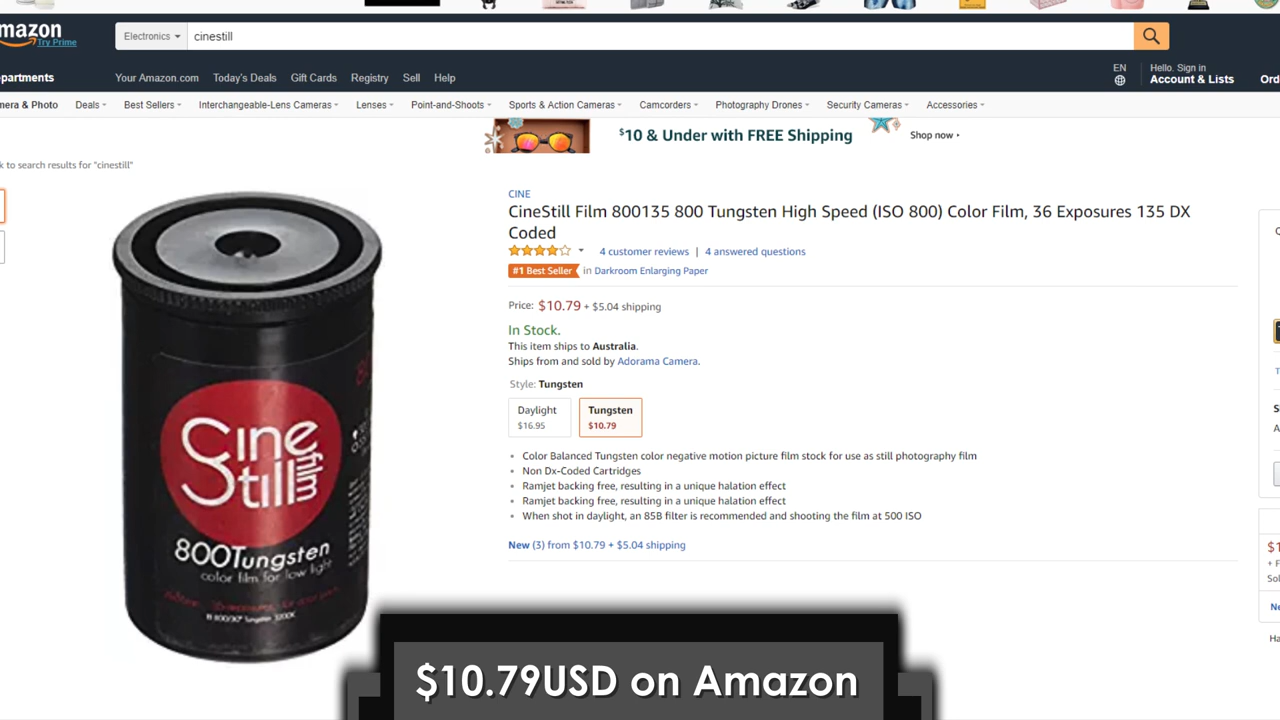 amazon
Try Prime
Electronics
cinestill
EN
Hello. Sign in
partments
Your Amazon.com Today's Deals Gift Cards Registry Sell Help
Account & Lists
Ord
mera & Photo Deals Best Sellers Interchangeable-Lens Cameras Lenses Point-and-Shoots Sports & Action Cameras Camcorders Photography Drones Security Cameras Accessories
$10 & Under with FREE Shipping
Shop now
k to search results for "cinestill"
CINE
CineStill Film 800135 800 Tungsten High Speed (ISO 800) Color Film, 36 Exposures 135 DX
Coded
4 customer reviews | 4 answered questions
#1 Best Seller in Darkroom Enlarging Paper
Price: $10.79 + $5.04 shipping
In Stock.
This item ships to Australia.
Ships from and sold by Adorama Camera.
Style: Tungsten
Daylight
$16.95
Tungsten
$10.79
Color Balanced Tungsten color negative motion picture film stock for use as still photography film
Non Dx-Coded Cartridges
Ramjet backing free, resulting in a unique halation effect
Ramjet backing free, resulting in a unique halation effect
When shot in daylight, an 85B filter is recommended and shooting the film at 500 ISO
New (3) from $10.79 + $5.04 shipping
Cine
Still
film
800Tungsten
color film for low light
$10.79USD on Amazon